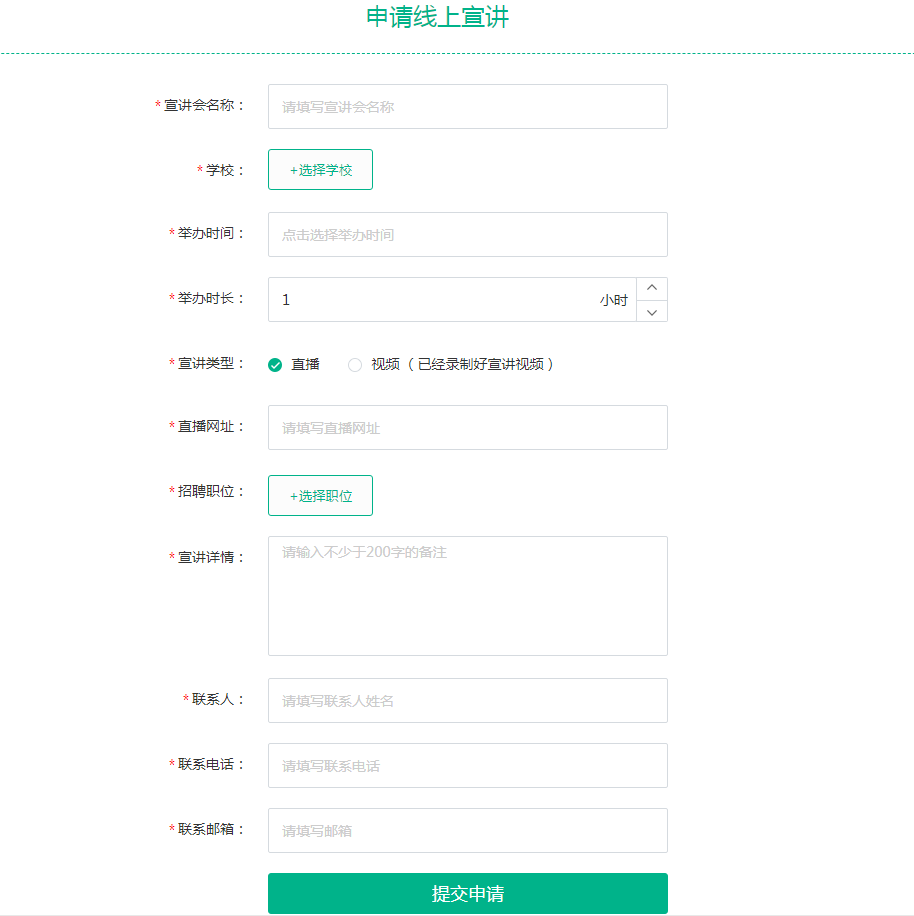 申请线上宣讲
*宣讲会名称：
请填写宣讲会名称
*学校：
+选择学校
*举办时间：
点击选择举办时间
*举办时长：
1
小时
*宣讲类型：
直播
视频（已经录制好宣讲视频）
*直播网址：
请填写直播网址
*招聘职位：
+选择职位
*宣讲详情：
请输入不少于200字的备注
*联系人：
请填写联系人姓名
*联系电话：
请填写联系电话
*联系邮箱：
请填写邮箱
提交申请